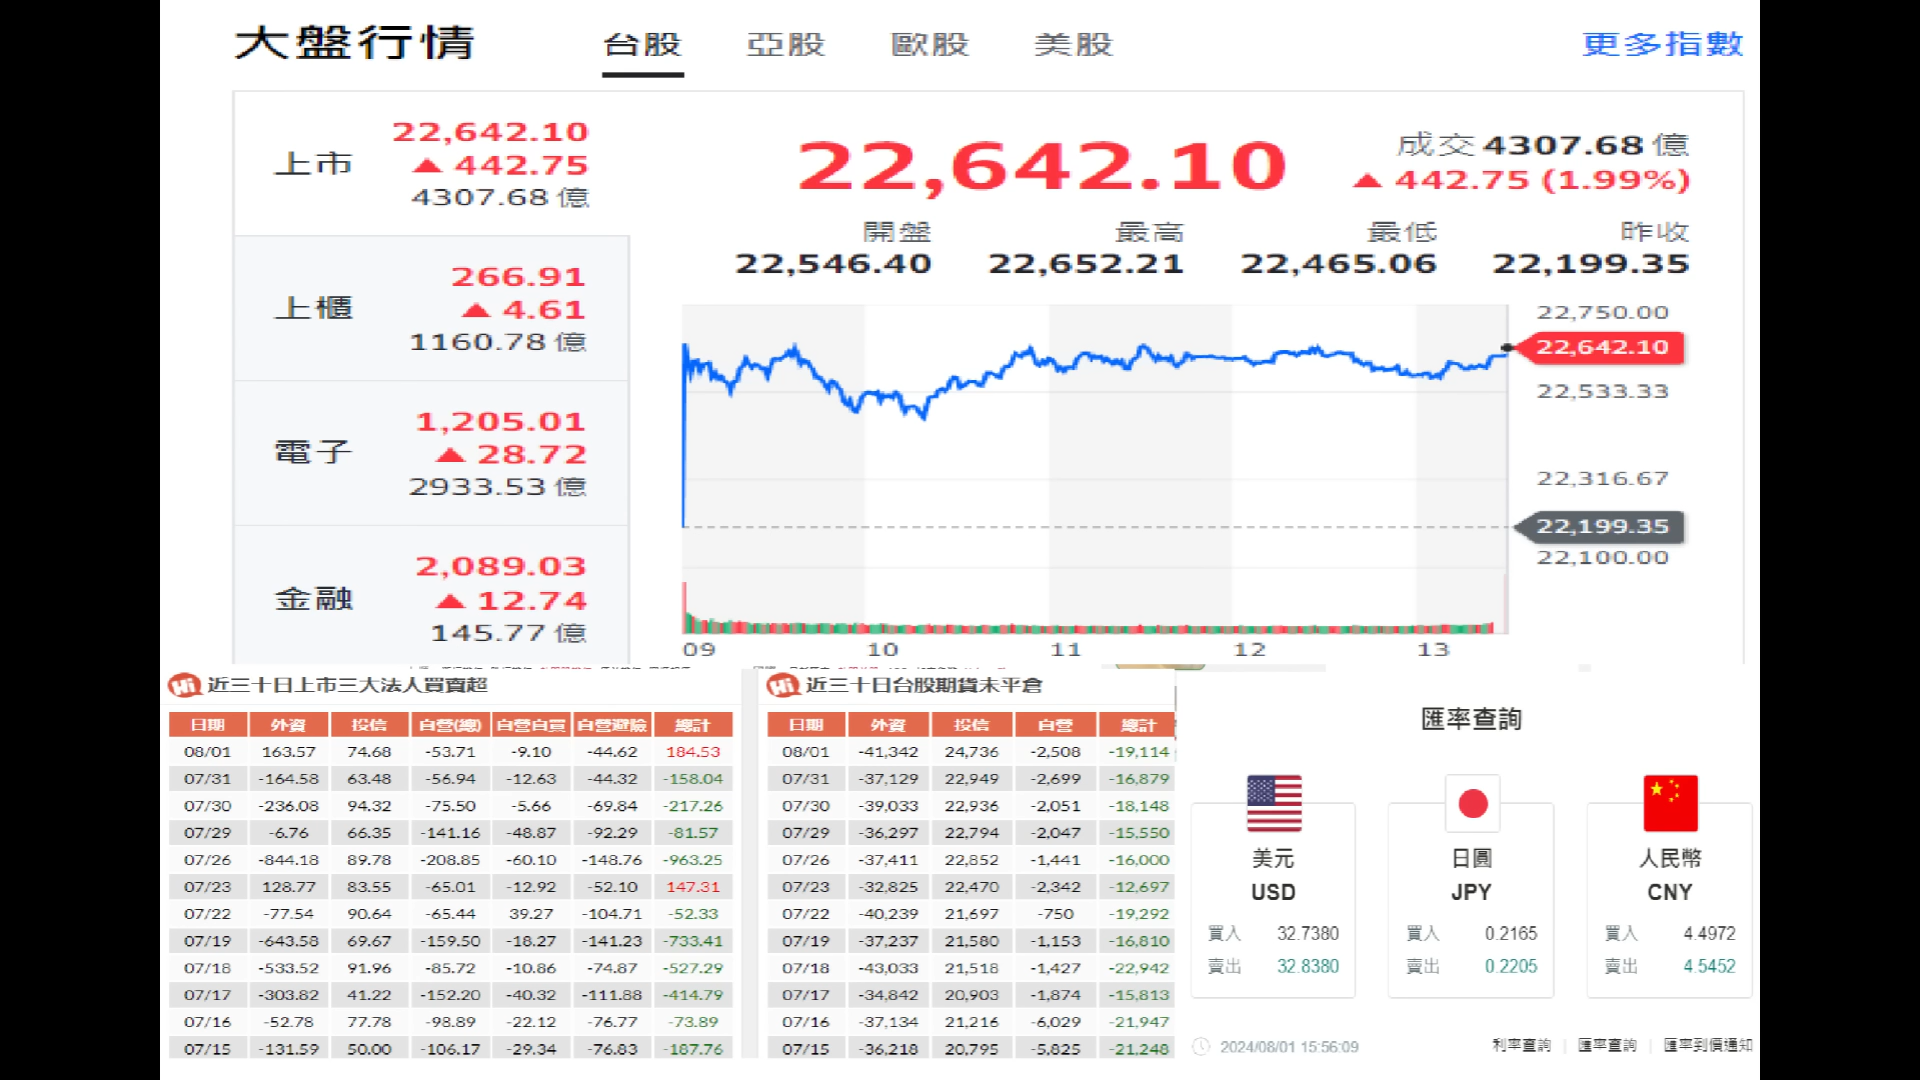 大盤行情 台股 亞股 歐股 美股 更多指數
上市 22,642.10
▲ 442.75
4307.68 億
上櫃 266.91
▲ 4.61
1160.78 億
電子 1,205.01
▲ 28.72
2933.53 億
金融 2,089.03
▲ 12.74
145.77 億
22,642.10
成交 4307.68 億
▲ 442.75 (1.99%)
開盤 最高 最低 昨收
22,546.40 22,652.21 22,465.06 22,199.35
22,750.00
22,642.10
22,533.33
22,316.67
22,199.35
22,100.00
09 10 11 12 13
Hi 近三十日上市三大法人買賣超
日期 外資 投信 自營(總) 自營自買 自營避險 總計
08/01 163.57 74.68 -53.71 -9.10 -44.62 184.53
07/31 -164.58 63.48 -56.94 -12.63 -44.32 -158.04
07/30 -236.08 94.32 -75.50 -5.66 -69.84 -217.26
07/29 -6.76 66.35 -141.16 -48.87 -92.29 -81.57
07/26 -844.18 89.78 -208.85 -60.10 -148.76 -963.25
07/23 128.77 83.55 -65.01 -12.92 -52.10 147.31
07/22 -77.54 90.64 -65.44 39.27 -104.71 -52.33
07/19 -643.58 69.67 -159.50 -18.27 -141.23 -733.41
07/18 -533.52 91.96 -85.72 -10.86 -74.87 -527.29
07/17 -303.82 41.22 -152.20 -40.32 -111.88 -414.79
07/16 -52.78 77.78 -98.89 -22.12 -76.77 -73.89
07/15 -131.59 50.00 -106.17 -29.34 -76.83 -187.76
Hi 近三十日台股期貨未平倉
日期 外資 投信 自營 總計
08/01 -41,342 24,736 -2,508 -19,114
07/31 -37,129 22,949 -2,699 -16,879
07/30 -39,033 22,936 -2,051 -18,148
07/29 -36,297 22,794 -2,047 -15,550
07/26 -37,411 22,852 -1,441 -16,000
07/23 -32,825 22,470 -2,342 -12,697
07/22 -40,239 21,697 -750 -19,292
07/19 -37,237 21,580 -1,153 -16,810
07/18 -43,033 21,518 -1,427 -22,942
07/17 -34,842 20,903 -1,874 -15,813
07/16 -37,134 21,216 -6,029 -21,947
07/15 -36,218 20,795 -5,825 -21,248
匯率查詢
美元
USD
買入 32.7380
賣出 32.8380
日圓
JPY
買入 0.2165
賣出 0.2205
人民幣
CNY
買入 4.4972
賣出 4.5452
2024/08/01 15:56:09
利率查詢 | 匯率查詢 | 匯率到價通知